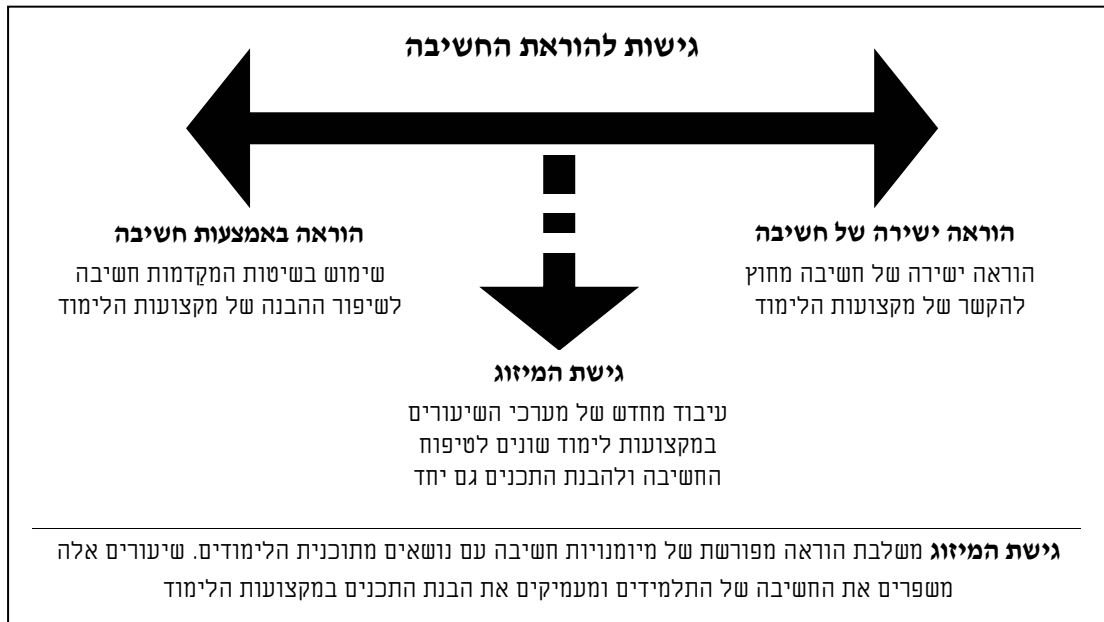 גישות להוראת החשיבה
הוראה ישירה של חשיבה
הוראה ישירה של חשיבה מחוץ
להקשר של מקצועות הלימוד
הוראה באמצעות חשיבה
שימוש בשיטות המקַדמות חשיבה
לשיפור ההבנה של מקצועות הלימוד
גישת המיזוג
עיבוד מחדש של מערכי השיעורים
במקצועות לימוד שונים לטיפוח
החשיבה ולהבנת התכנים גם יחד
גישת המיזוג משלבת הוראה מפורשת של מיומנויות חשיבה עם נושאים מתוכנית הלימודים. שיעורים אלה
משפרים את החשיבה של התלמידים ומעמיקים את הבנת התכנים במקצועות הלימוד